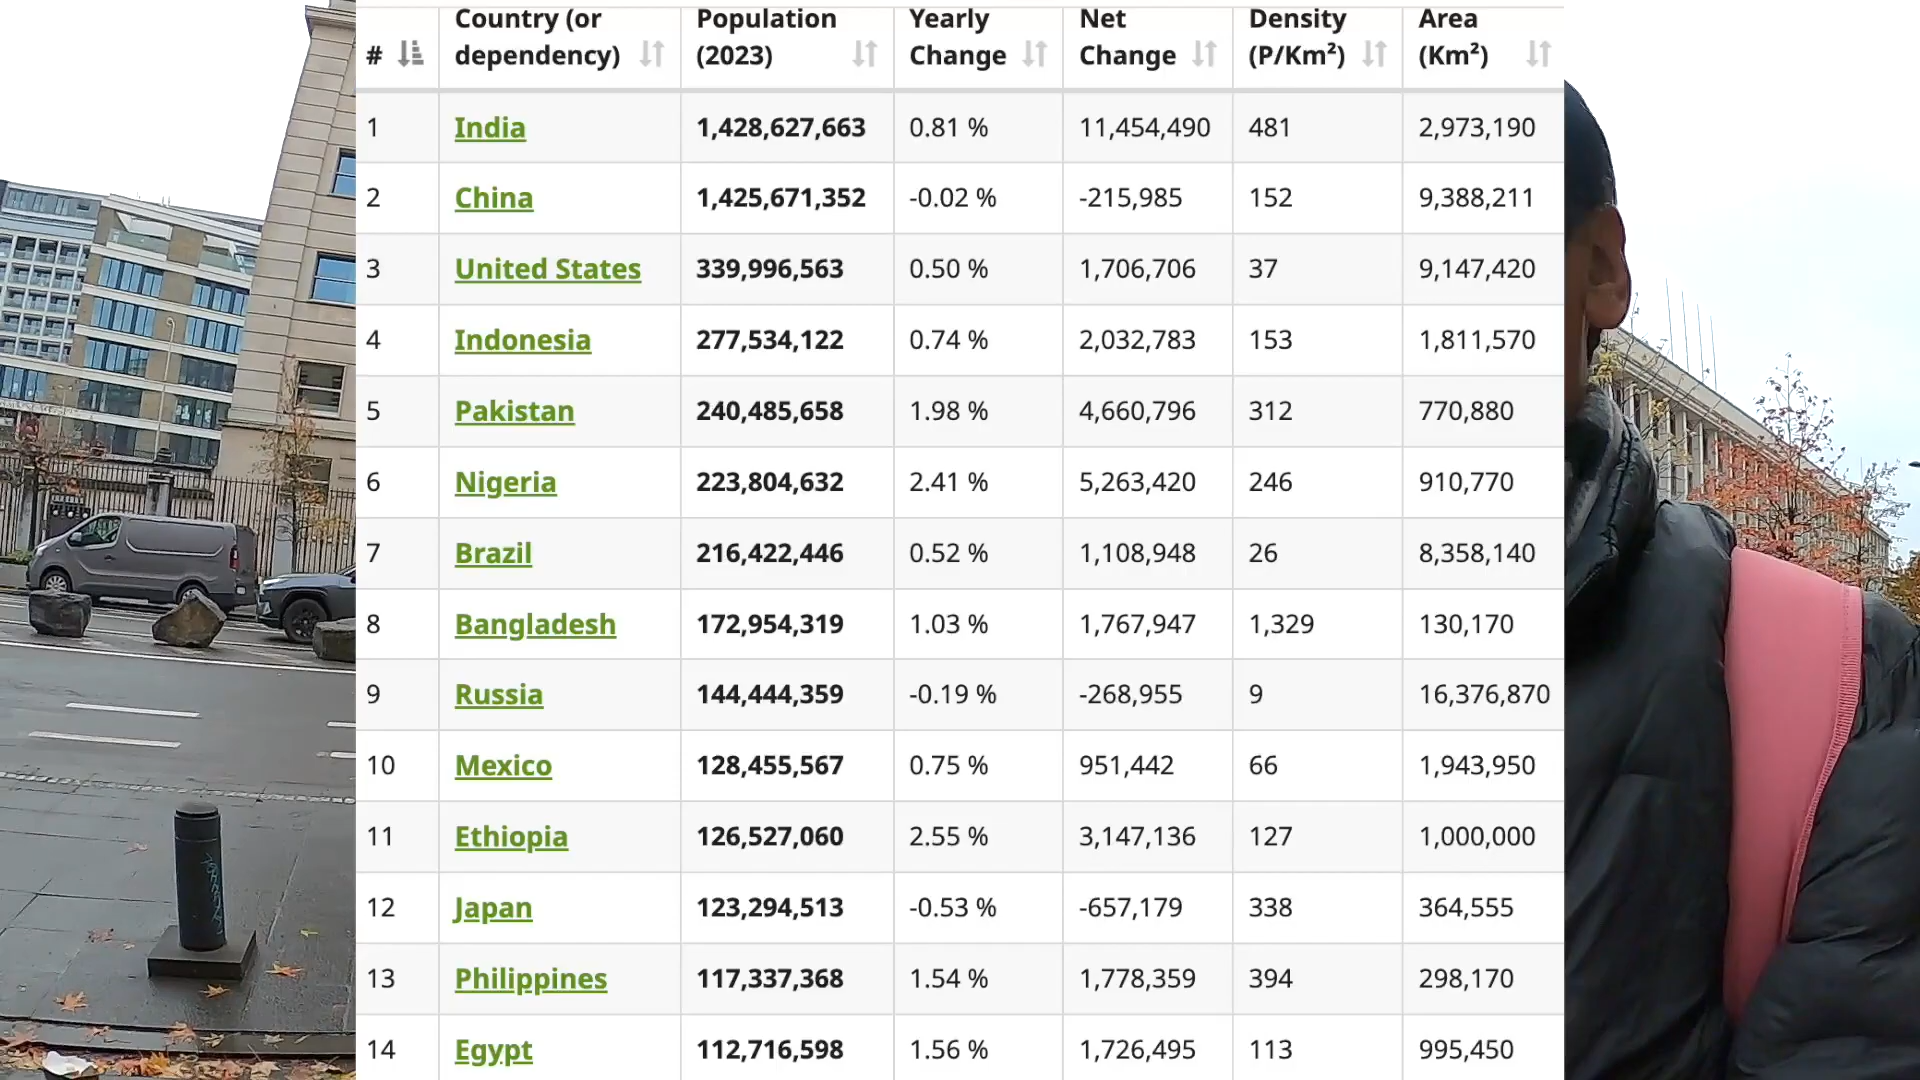 # Country (or dependency) Population (2023) Yearly Change Net Change Density (P/Km²) Area (Km²)
1 India 1,428,627,663 0.81 % 11,454,490 481 2,973,190
2 China 1,425,671,352 -0.02 % -215,985 152 9,388,211
3 United States 339,996,563 0.50 % 1,706,706 37 9,147,420
4 Indonesia 277,534,122 0.74 % 2,032,783 153 1,811,570
5 Pakistan 240,485,658 1.98 % 4,660,796 312 770,880
6 Nigeria 223,804,632 2.41 % 5,263,420 246 910,770
7 Brazil 216,422,446 0.52 % 1,108,948 26 8,358,140
8 Bangladesh 172,954,319 1.03 % 1,767,947 1,329 130,170
9 Russia 144,444,359 -0.19 % -268,955 9 16,376,870
10 Mexico 128,455,567 0.75 % 951,442 66 1,943,950
11 Ethiopia 126,527,060 2.55 % 3,147,136 127 1,000,000
12 Japan 123,294,513 -0.53 % -657,179 338 364,555
13 Philippines 117,337,368 1.54 % 1,778,359 394 298,170
14 Egypt 112,716,598 1.56 % 1,726,495 113 995,450